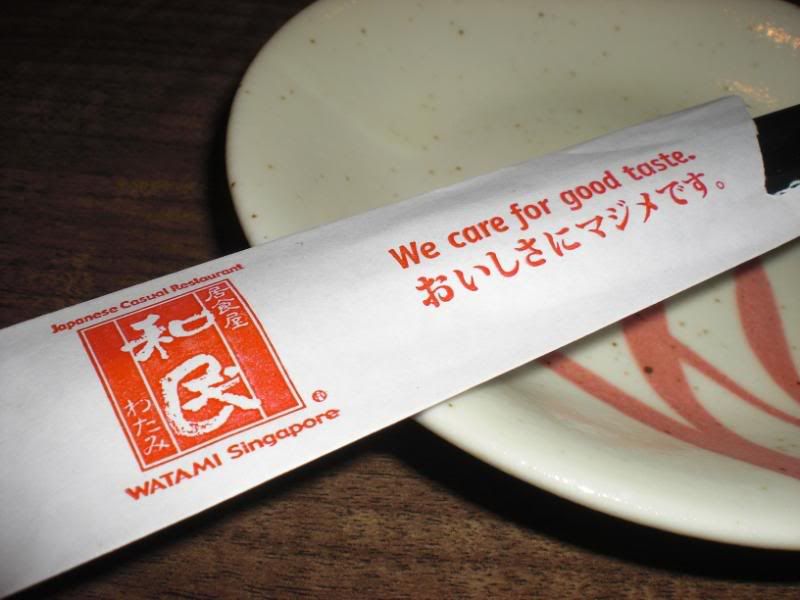 Japanese Casual Restaurant
居食屋
和民
わたみ
WATAMI Singapore
We care for good taste.
おいしさにマジメです。